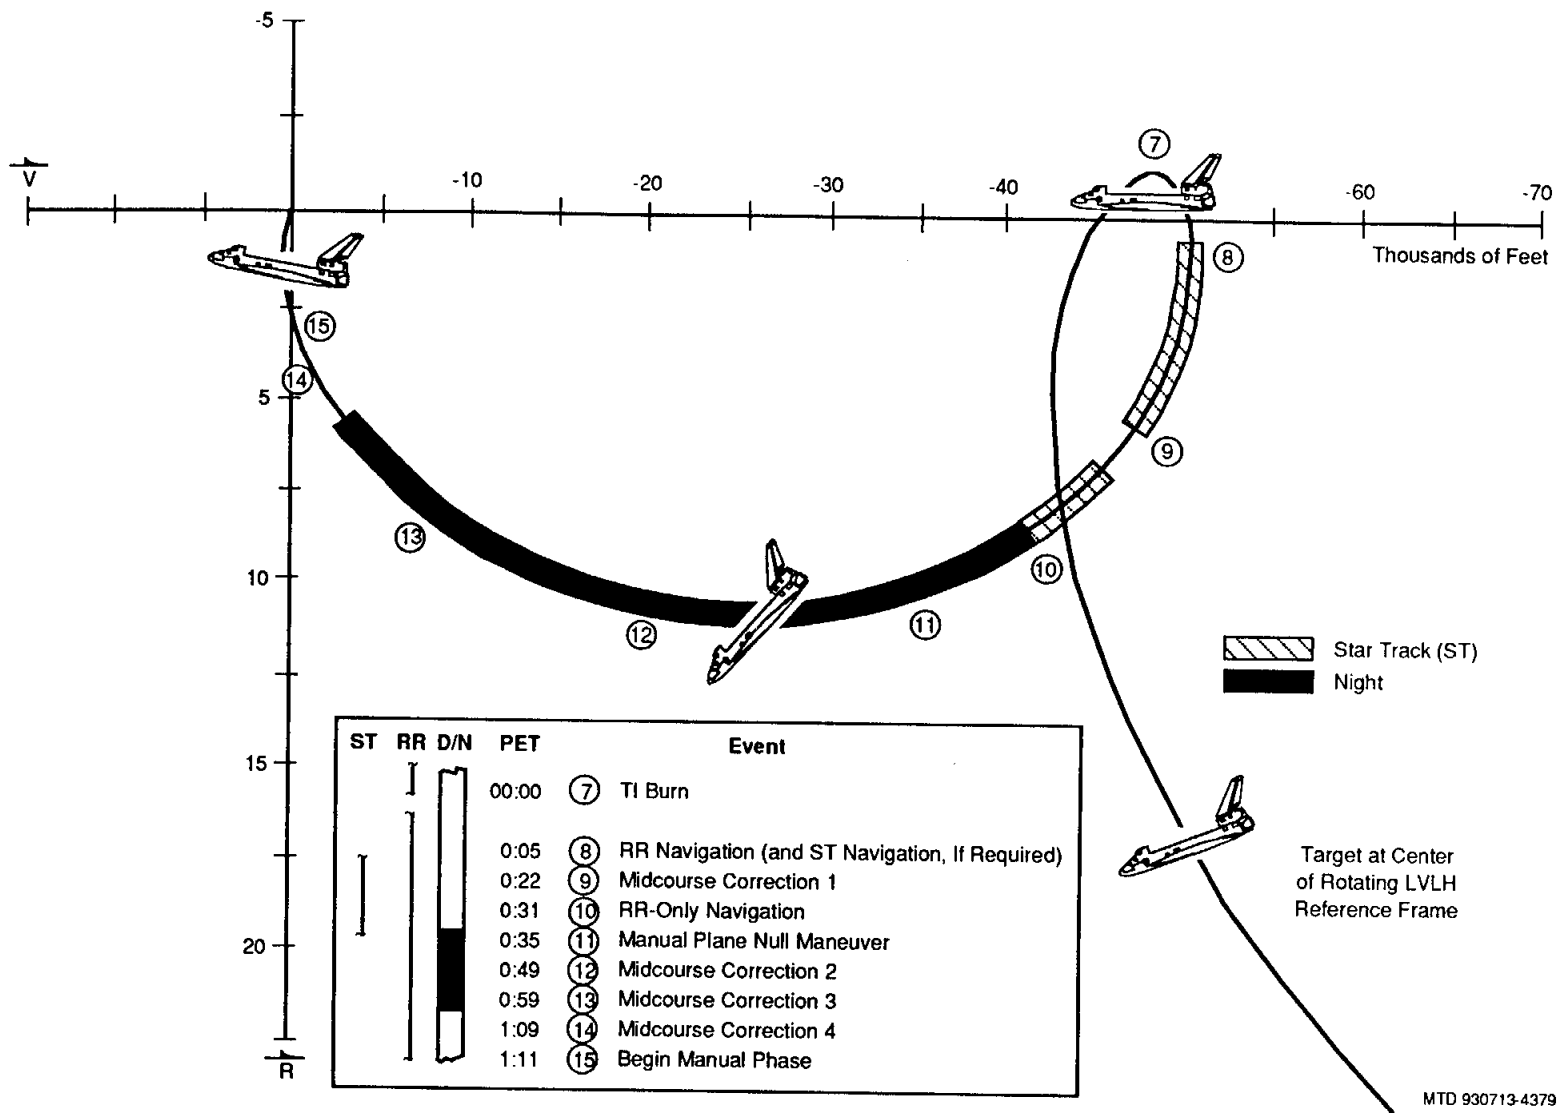 -5
V
-10
-20
-30
-40
-60
-70
Thousands of Feet
7
8
15
14
5
9
13
10
10
12
11
Star Track (ST)
Night
15
20
R
ST RR D/N PET Event
00:00 7 TI Burn
0:05 8 RR Navigation (and ST Navigation, If Required)
0:22 9 Midcourse Correction 1
0:31 10 RR-Only Navigation
0:35 11 Manual Plane Null Maneuver
0:49 12 Midcourse Correction 2
0:59 13 Midcourse Correction 3
1:09 14 Midcourse Correction 4
1:11 15 Begin Manual Phase
Target at Center
of Rotating LVLH
Reference Frame
MTD 930713-4379